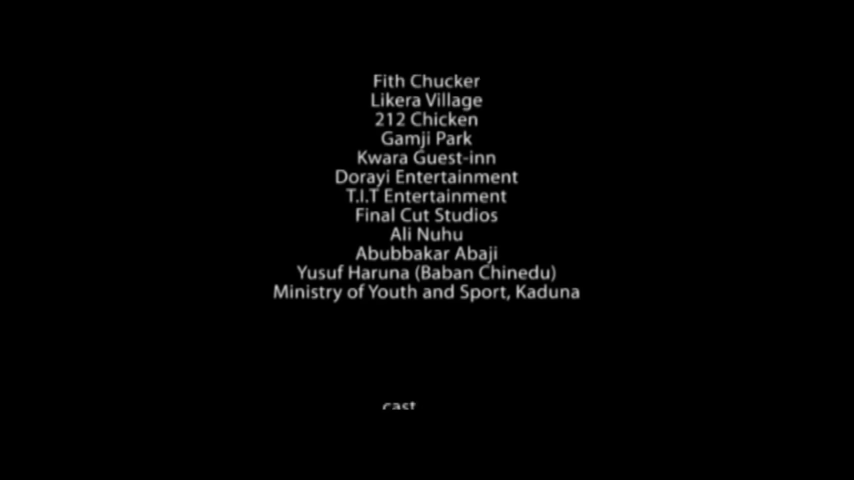 Fith Chucker
Likera Village
212 Chicken
Gamji Park
Kwara Guest-inn
Dorayi Entertainment
T.I.T Entertainment
Final Cut Studios
Ali Nuhu
Abubbakar Abaji
Yusuf Haruna (Baban Chinedu)
Ministry of Youth and Sport, Kaduna
cast